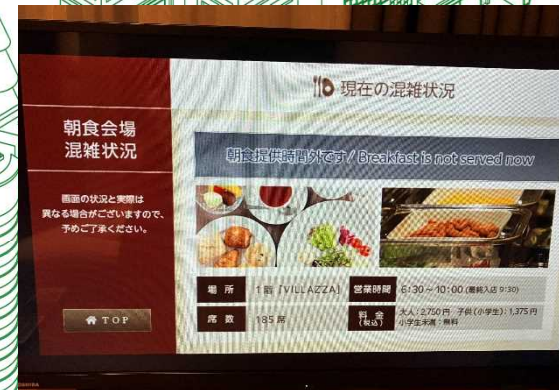 現在の混雑状況
朝食会場
混雑状況
朝食提供時間外です/ Breakfast is not served now
画面の状況と実際は
異なる場合がございますので、
予めご了承ください。
場 所 1階「VILLAZZA」 営業時間 6:30～10:00 (最終入店 9:30)
席 数 185席 料 金 (税込) 大人:2,750円 子供(小学生):1,375円
小学生未満:無料
TOP
TOSHIBA